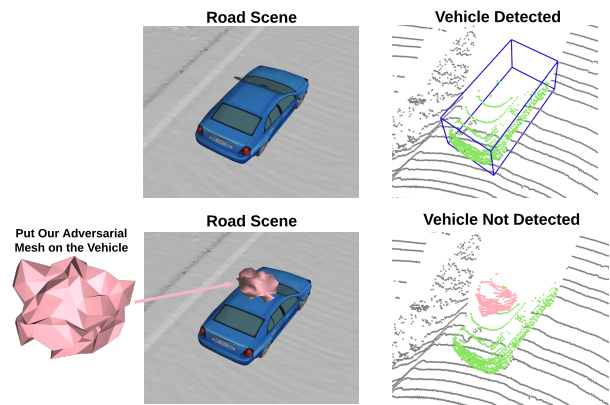 Road Scene
Vehicle Detected
Road Scene
Vehicle Not Detected
Put Our Adversarial
Mesh on the Vehicle